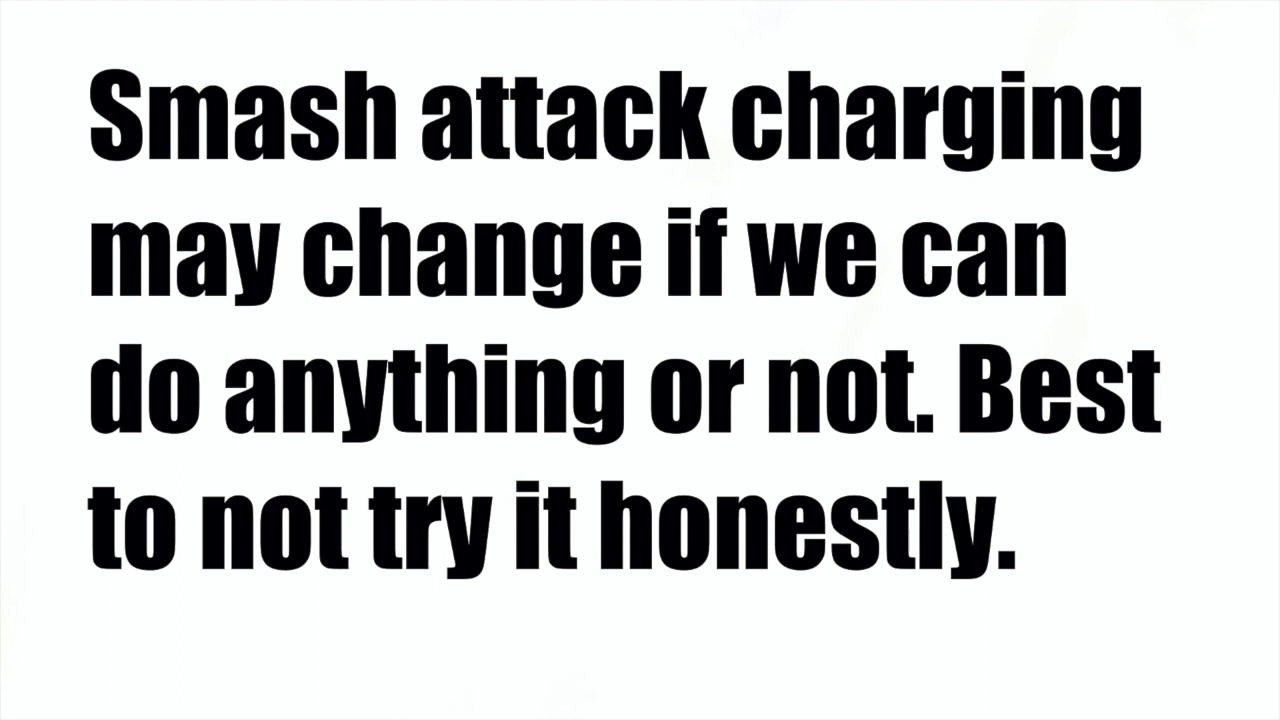 Smash attack charging
may change if we can
do anything or not. Best
to not try it honestly.